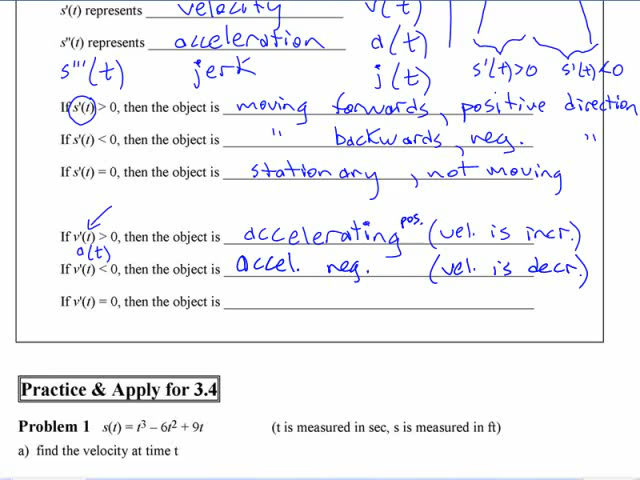 s'(t) represents velocity v(t)
s''(t) represents acceleration a(t)
s'''(t) jerk j(t) s'(t)>0 s'(t)<0
If s'(t) > 0, then the object is moving forwards, positive direction
If s'(t) < 0, then the object is " backwards, neg. "
If s'(t) = 0, then the object is stationary, not moving
If v'(t) > 0, then the object is accelerating pos. (vel. is incr.)
a(t)
If v'(t) < 0, then the object is accel. neg. (vel. is decr.)
If v'(t) = 0, then the object is
Practice & Apply for 3.4
Problem 1 s(t) = t³ – 6t² + 9t (t is measured in sec, s is measured in ft)
a) find the velocity at time t